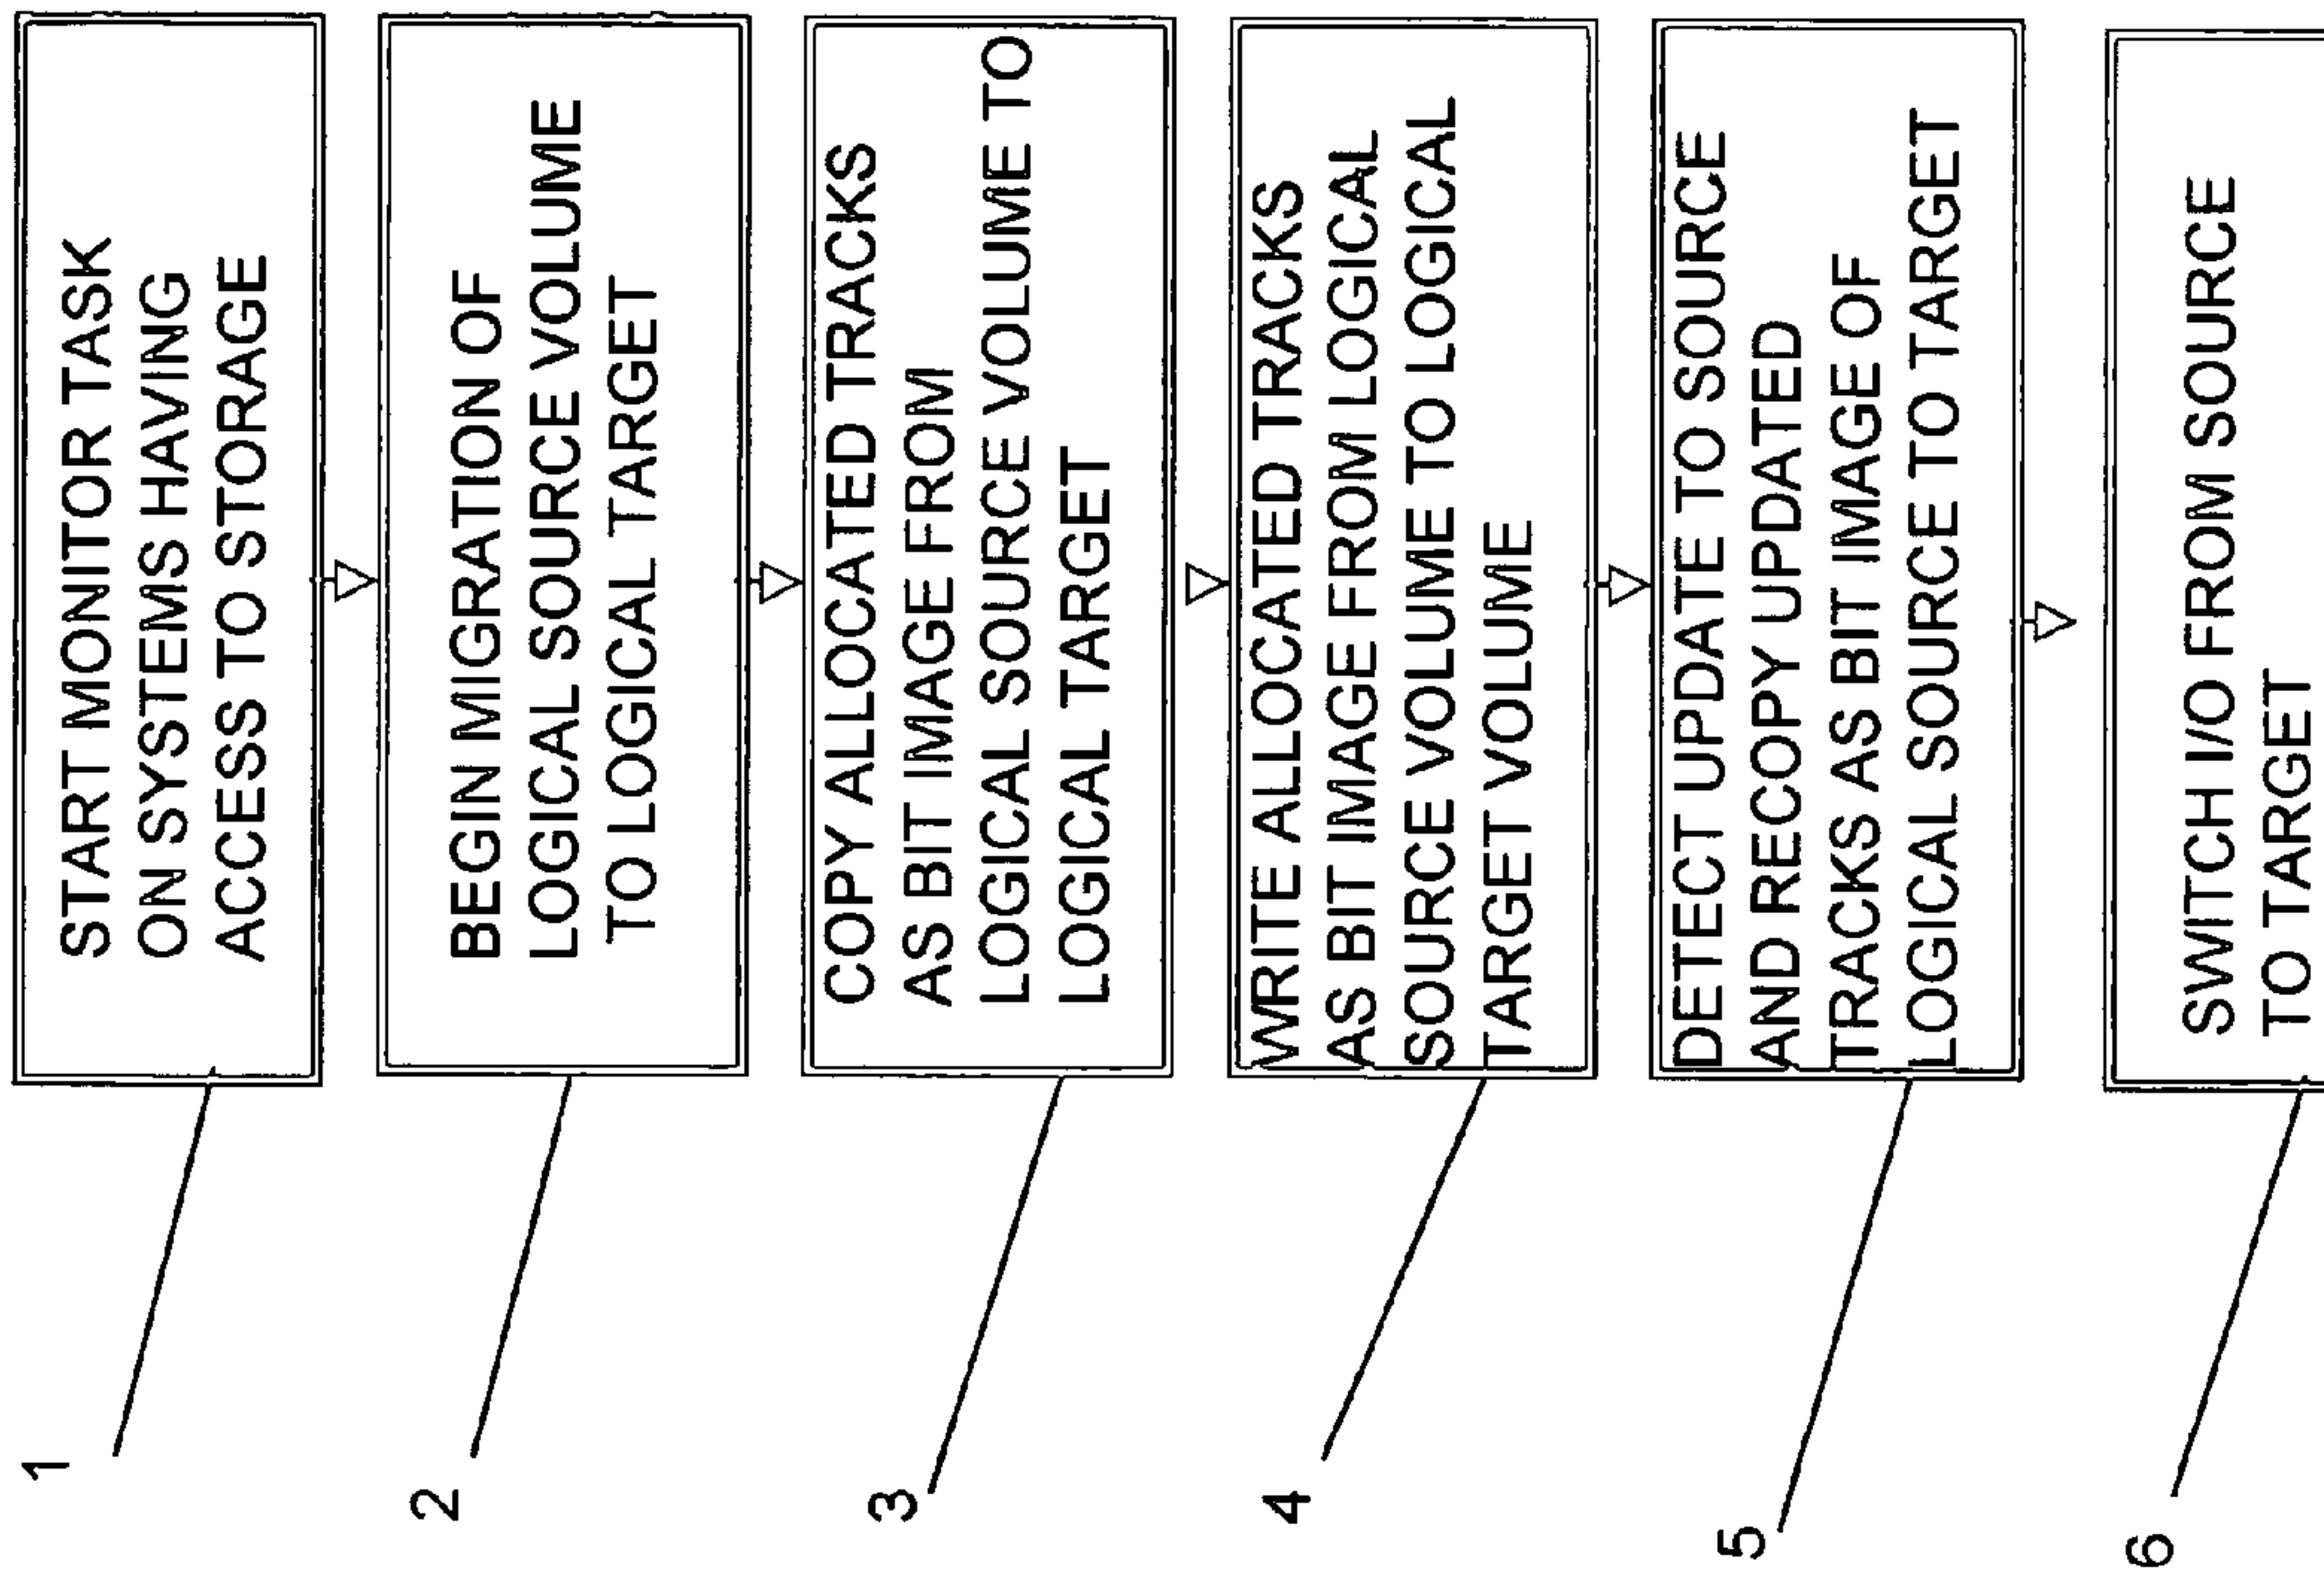 1
START MONITOR TASK
ON SYSTEMS HAVING
ACCESS TO STORAGE
2
BEGIN MIGRATION OF
LOGICAL SOURCE VOLUME
TO LOGICAL TARGET
3
COPY ALLOCATED TRACKS
AS BIT IMAGE FROM
LOGICAL SOURCE VOLUME TO
LOGICAL TARGET
4
WRITE ALLOCATED TRACKS
AS BIT IMAGE FROM LOGICAL
SOURCE VOLUME TO LOGICAL
TARGET VOLUME
5
DETECT UPDATE TO SOURCE
AND RECOPY UPDATED
TRACKS AS BIT IMAGE OF
LOGICAL SOURCE TO TARGET
6
SWITCH I/O FROM SOURCE
TO TARGET